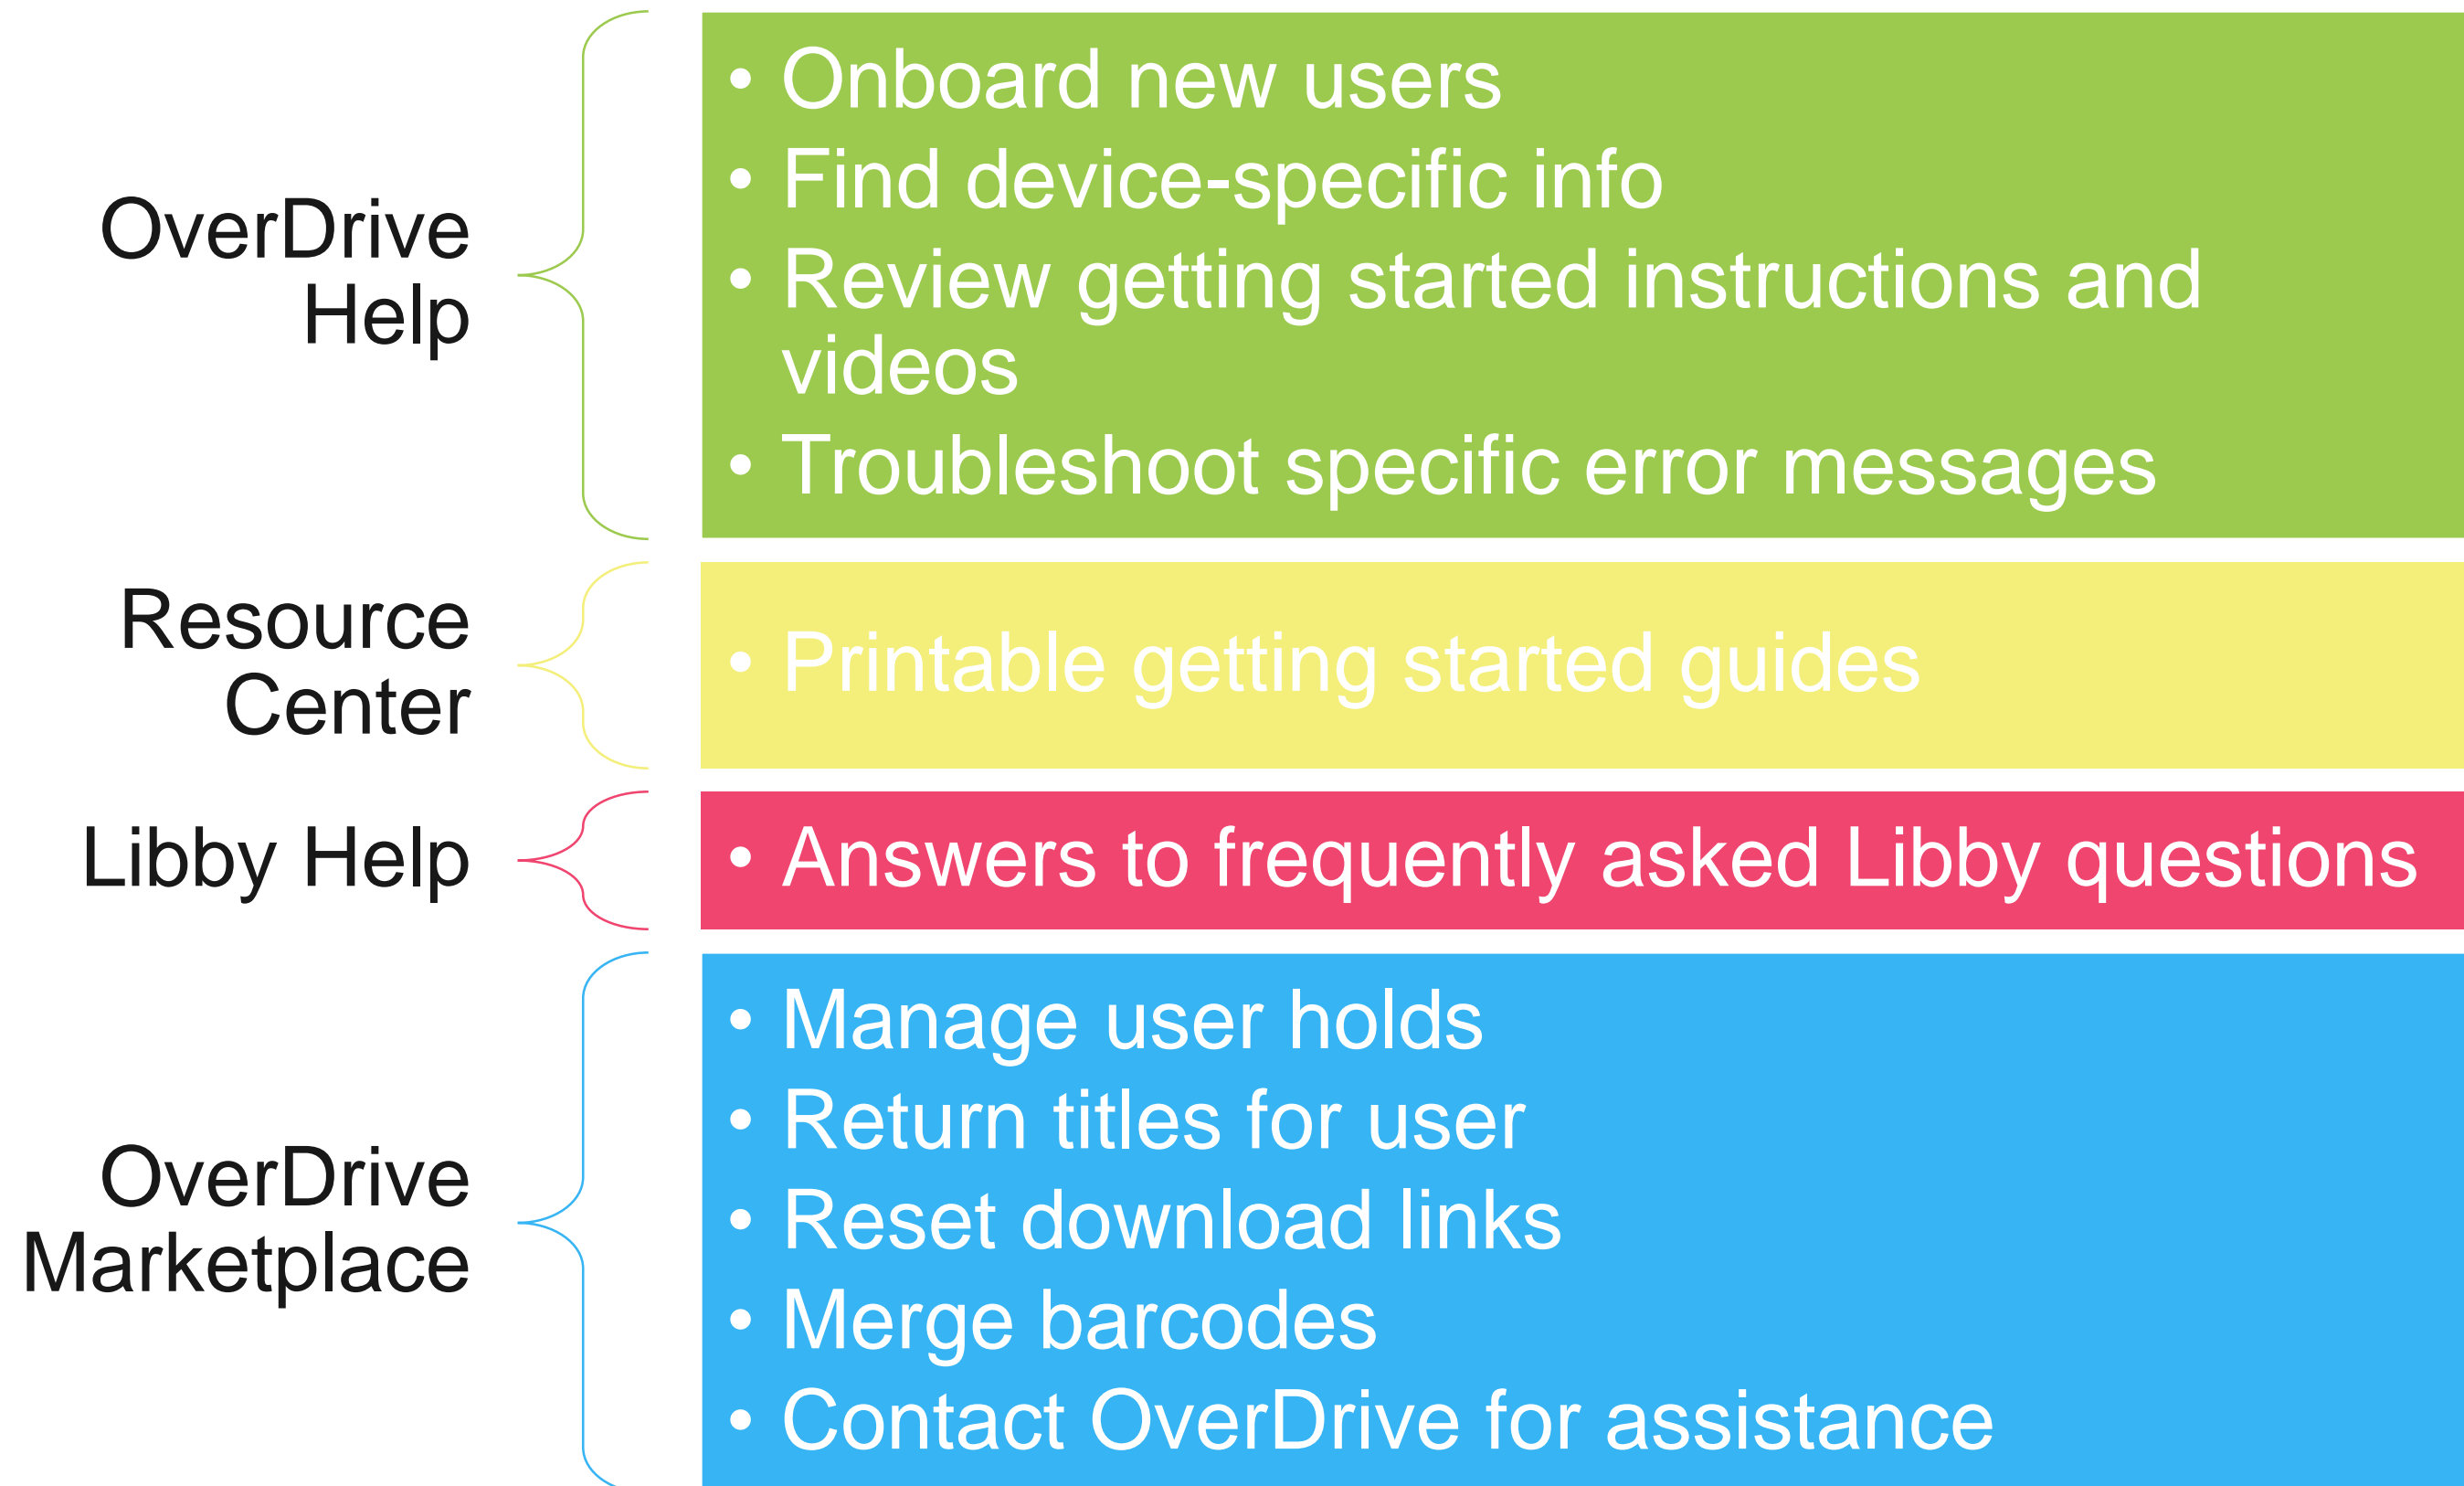 OverDrive
Help
• Onboard new users
• Find device-specific info
• Review getting started instructions and
videos
• Troubleshoot specific error messages
Resource
Center
• Printable getting started guides
Libby Help
• Answers to frequently asked Libby questions
OverDrive
Marketplace
• Manage user holds
• Return titles for user
• Reset download links
• Merge barcodes
• Contact OverDrive for assistance